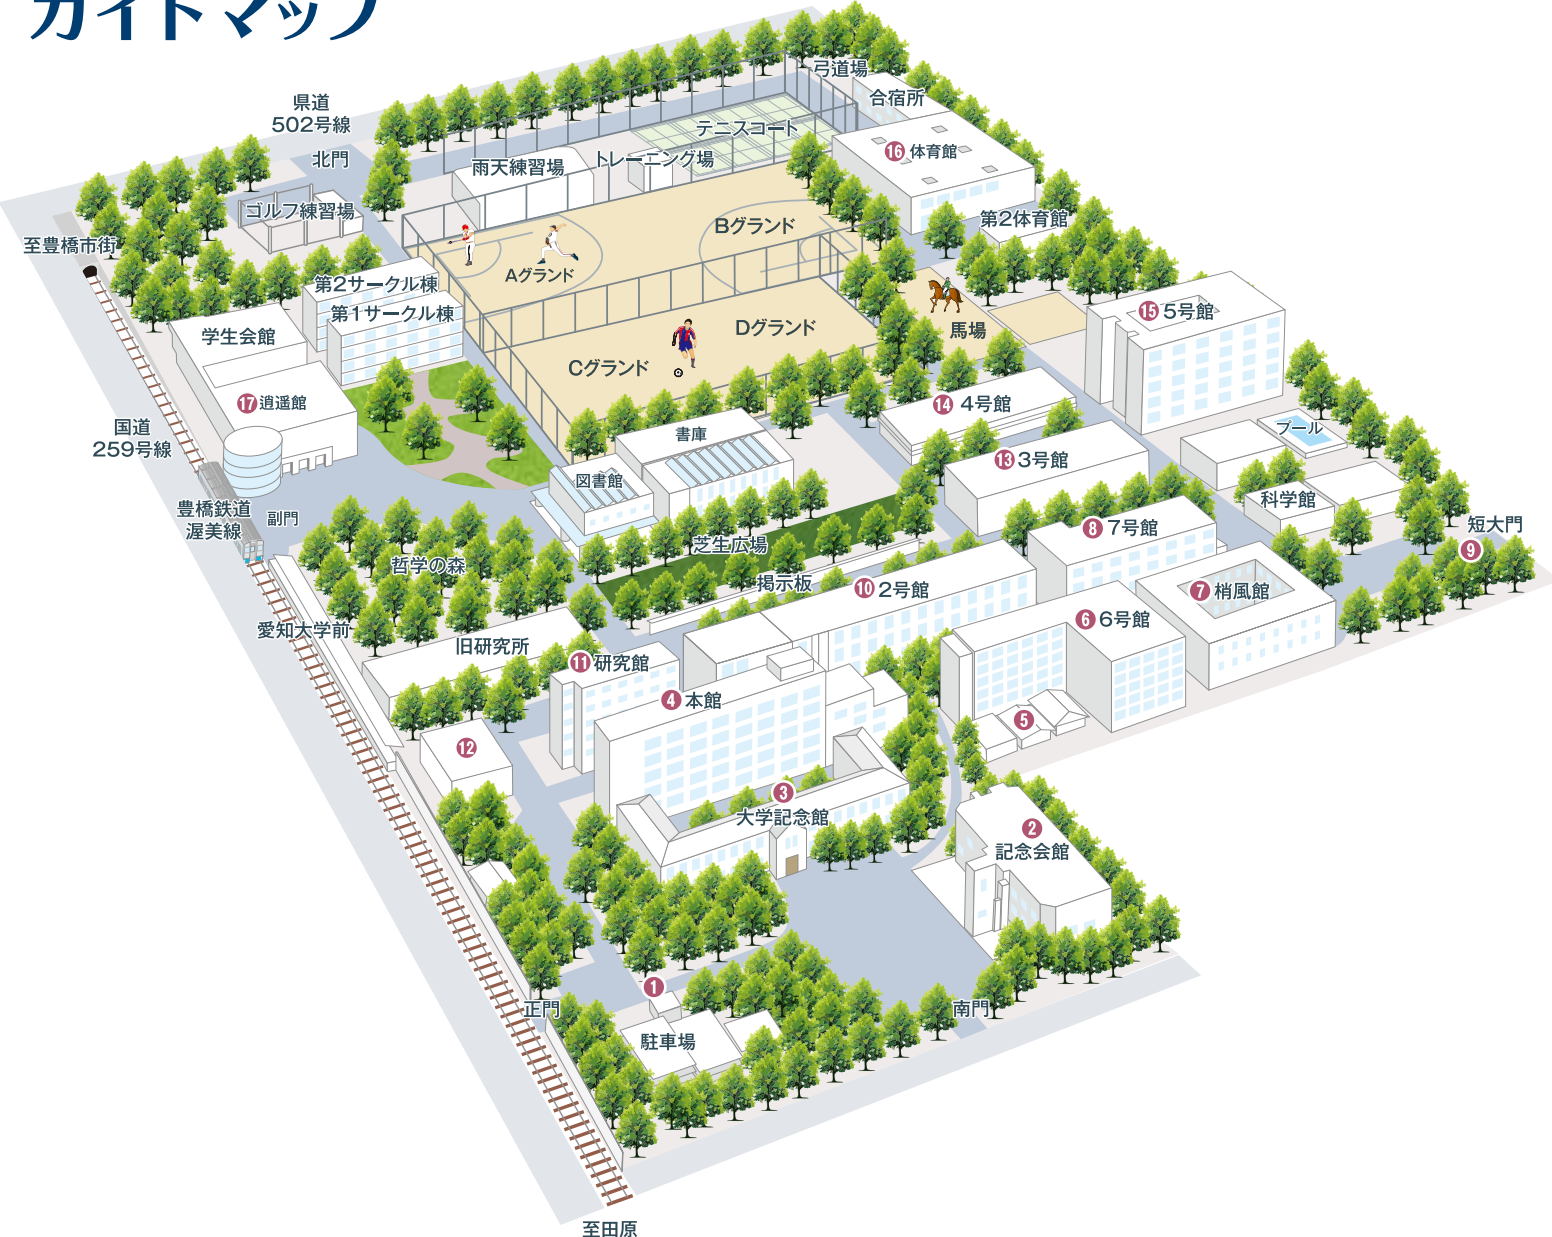 ガイドマップ
弓道場
合宿所
県道
502号線
テニスコート
北門
雨天練習場
トレーニング場
16 体育館
ゴルフ練習場
第2体育館
Bグランド
至豊橋市街
Aグランド
第2サークル棟
馬場
15 5号館
第1サークル棟
Dグランド
学生会館
Cグランド
17 逍遥館
14 4号館
国道
259号線
書庫
プール
13 3号館
図書館
科学館
豊橋鉄道
渥美線
副門
8 7号館
短大門
9
芝生広場
哲学の森
掲示板
10 2号館
7 梢風館
6 6号館
愛知大学前
旧研究所
11 研究館
4 本館
5
12
3
大学記念館
2
記念会館
1
正門
南門
駐車場
至田原